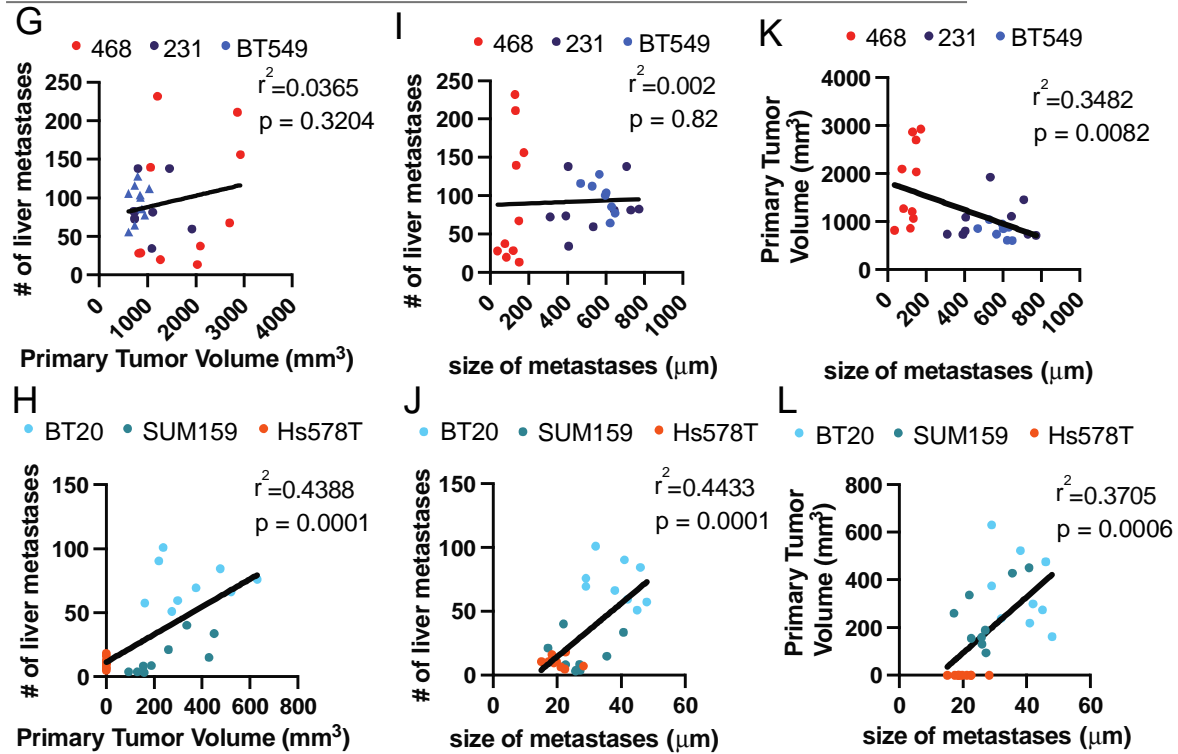 G
468 231 BT549
r2=0.0365
p = 0.3204
# of liver metastases
250
200
150
100
50
0
0 1000 2000 3000 4000
Primary Tumor Volume (mm3)
I
468 231 BT549
r2=0.002
p = 0.82
# of liver metastases
250
200
150
100
50
0
0 200 400 600 800 1000
size of metastases (μm)
K
468 231 BT549
r2=0.3482
p = 0.0082
Primary Tumor
Volume (mm3)
4000
3000
2000
1000
0
0 200 400 600 800 1000
size of metastases (μm)
H
BT20 SUM159 Hs578T
r2=0.4388
p = 0.0001
# of liver metastases
150
100
50
0
0 200 400 600 800
Primary Tumor Volume (mm3)
J
BT20 SUM159 Hs578T
r2=0.4433
p = 0.0001
# of liver metastases
150
100
50
0
0 20 40 60
size of metastases (μm)
L
BT20 SUM159 Hs578T
r2=0.3705
p = 0.0006
Primary Tumor
Volume (mm3)
800
600
400
200
0
0 20 40 60
size of metastases (μm)